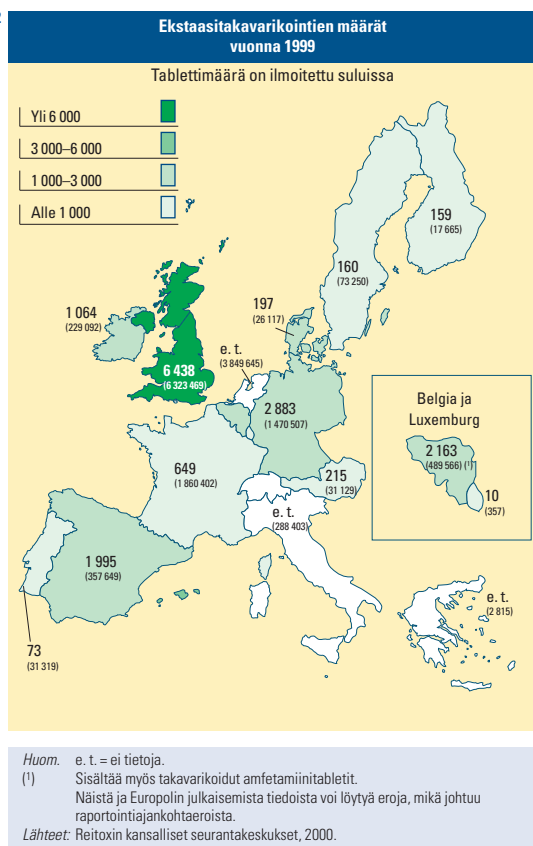 Ekstaasitakavarikointien määrät
vuonna 1999
Tablettimäärä on ilmoitettu suluissa
Yli 6 000
3 000–6 000
1 000–3 000
Alle 1 000
159
(17 665)
160
(73 250)
197
(26 117)
1 064
(229 092)
e. t.
(3 849 645)
6 438
(6 323 469)
2 883
(1 470 507)
Belgia ja
Luxemburg
2 163
(489 566) (¹)
10
(357)
649
(1 860 402)
215
(31 129)
e. t.
(288 403)
1 995
(357 649)
e. t.
(2 815)
73
(31 319)
Huom. e. t. = ei tietoja.
(¹) Sisältää myös takavarikoidut amfetamiinitabletit.
Näistä ja Europolin julkaisemista tiedoista voi löytyä eroja, mikä johtuu
raportointiajankohtaeroista.
Lähteet: Reitoxin kansalliset seurantakeskukset, 2000.